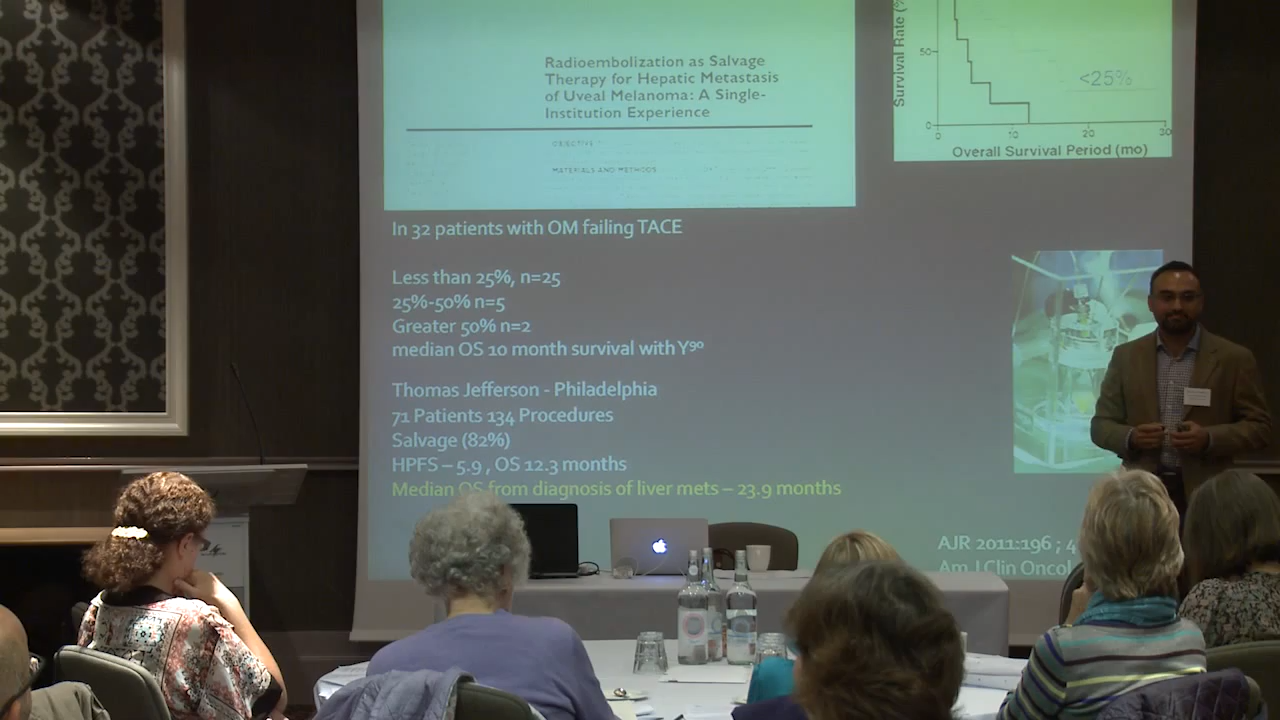 Radioembolization as Salvage
Therapy for Hepatic Metastasis
of Uveal Melanoma: A Single-
Institution Experience
OBJECTIVE
MATERIALS AND METHODS
Survival Rate (%
50
0
<25%
0 10 20 30
Overall Survival Period (mo)
In 32 patients with OM failing TACE
Less than 25%, n=25
25%-50% n=5
Greater 50% n=2
median OS 10 month survival with Y90
Thomas Jefferson - Philadelphia
71 Patients 134 Procedures
Salvage (82%)
HPFS – 5.9 , OS 12.3 months
Median OS from diagnosis of liver mets – 23.9 months
AJR 2011:196 ; 4
Am J Clin Oncol